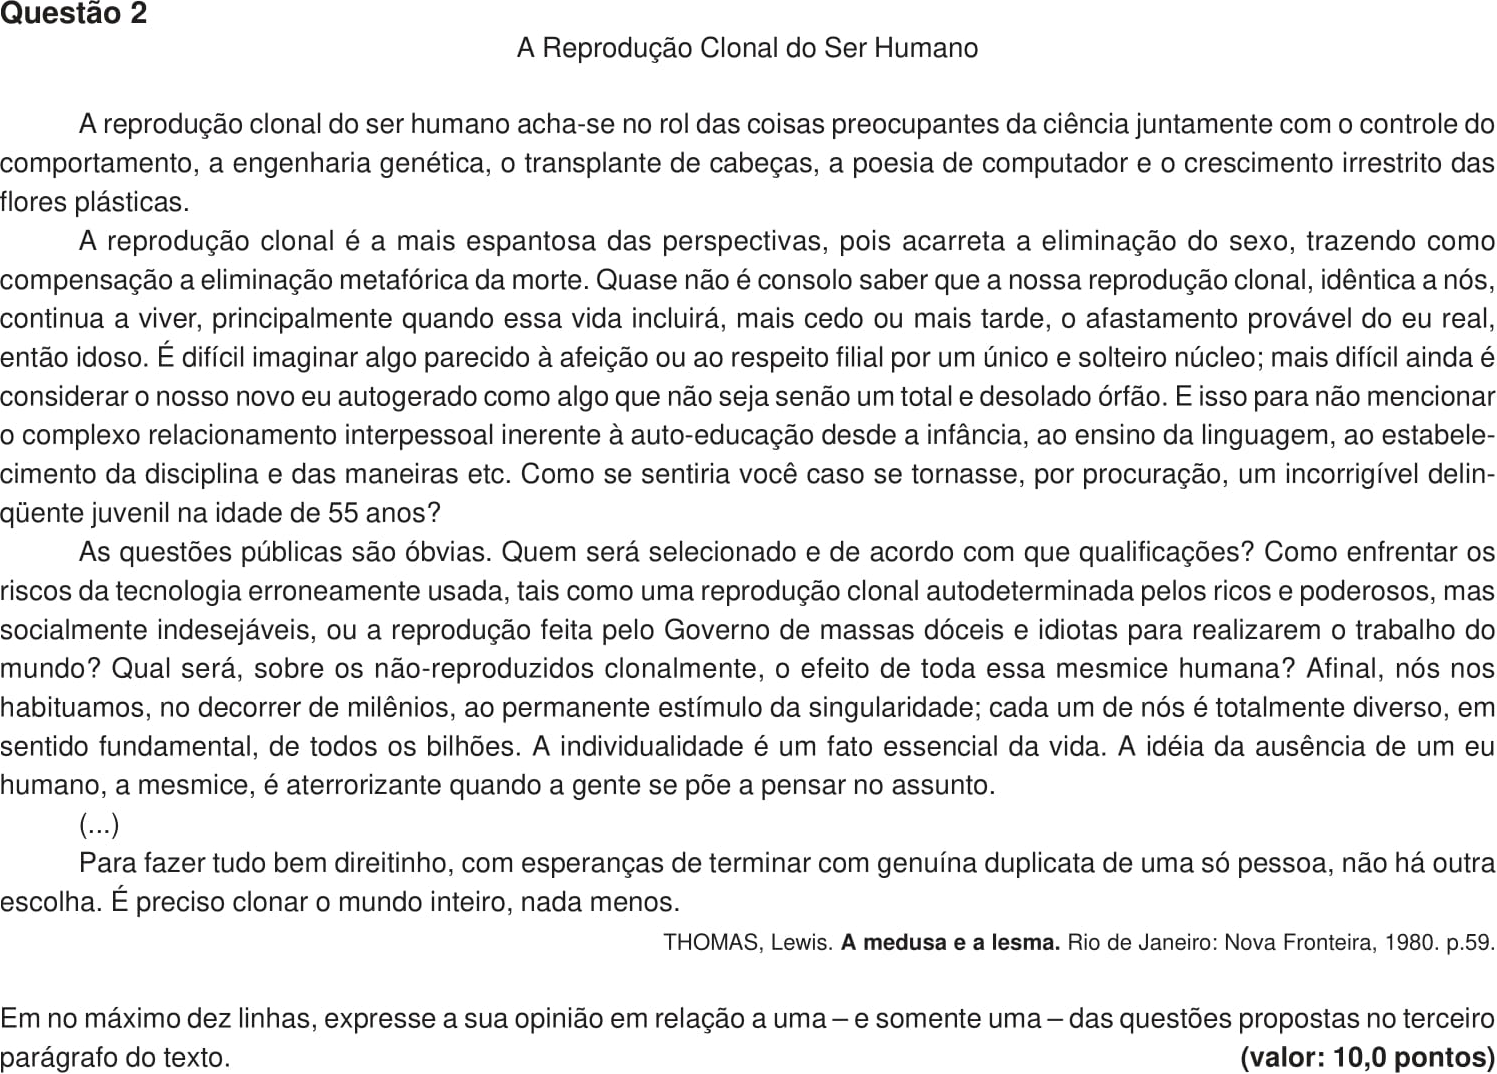 Questão 2
A Reprodução Clonal do Ser Humano
A reprodução clonal do ser humano acha-se no rol das coisas preocupantes da ciência juntamente com o controle do
comportamento, a engenharia genética, o transplante de cabeças, a poesia de computador e o crescimento irrestrito das
flores plásticas.
A reprodução clonal é a mais espantosa das perspectivas, pois acarreta a eliminação do sexo, trazendo como
compensação a eliminação metafórica da morte. Quase não é consolo saber que a nossa reprodução clonal, idêntica a nós,
continua a viver, principalmente quando essa vida incluirá, mais cedo ou mais tarde, o afastamento provável do eu real,
então idoso. É difícil imaginar algo parecido à afeição ou ao respeito filial por um único e solteiro núcleo; mais difícil ainda é
considerar o nosso novo eu autogerado como algo que não seja senão um total e desolado órfão. E isso para não mencionar
o complexo relacionamento interpessoal inerente à auto-educação desde a infância, ao ensino da linguagem, ao estabele-
cimento da disciplina e das maneiras etc. Como se sentiria você caso se tornasse, por procuração, um incorrigível delin-
qüente juvenil na idade de 55 anos?
As questões públicas são óbvias. Quem será selecionado e de acordo com que qualificações? Como enfrentar os
riscos da tecnologia erroneamente usada, tais como uma reprodução clonal autodeterminada pelos ricos e poderosos, mas
socialmente indesejáveis, ou a reprodução feita pelo Governo de massas dóceis e idiotas para realizarem o trabalho do
mundo? Qual será, sobre os não-reproduzidos clonalmente, o efeito de toda essa mesmice humana? Afinal, nós nos
habituamos, no decorrer de milênios, ao permanente estímulo da singularidade; cada um de nós é totalmente diverso, em
sentido fundamental, de todos os bilhões. A individualidade é um fato essencial da vida. A idéia da ausência de um eu
humano, a mesmice, é aterrorizante quando a gente se põe a pensar no assunto.
(...)
Para fazer tudo bem direitinho, com esperanças de terminar com genuína duplicata de uma só pessoa, não há outra
escolha. É preciso clonar o mundo inteiro, nada menos.
THOMAS, Lewis. A medusa e a lesma. Rio de Janeiro: Nova Fronteira, 1980. p.59.
Em no máximo dez linhas, expresse a sua opinião em relação a uma – e somente uma – das questões propostas no terceiro
parágrafo do texto. (valor: 10,0 pontos)